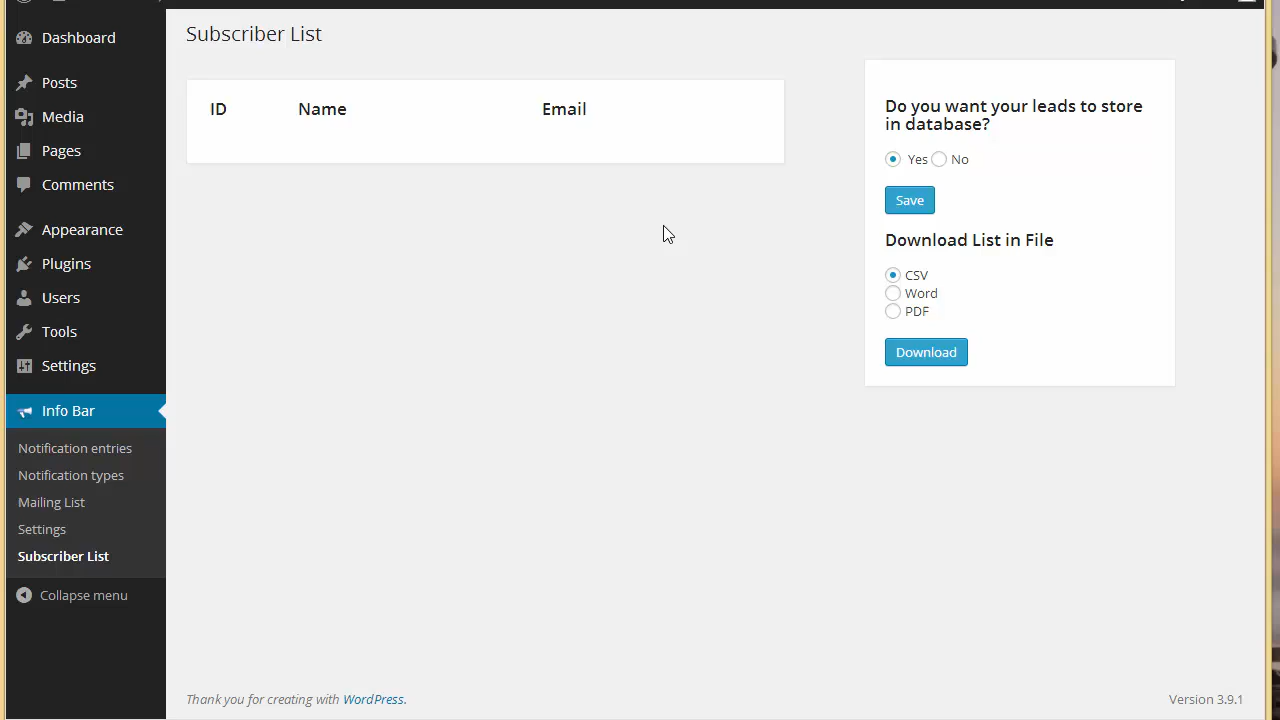 Dashboard
Posts
Media
Pages
Comments
Appearance
Plugins
Users
Tools
Settings
Info Bar
Notification entries
Notification types
Mailing List
Settings
Subscriber List
Collapse menu
Subscriber List
ID Name Email
Do you want your leads to store
in database?
Yes No
Save
Download List in File
CSV
Word
PDF
Download
Thank you for creating with WordPress.
Version 3.9.1